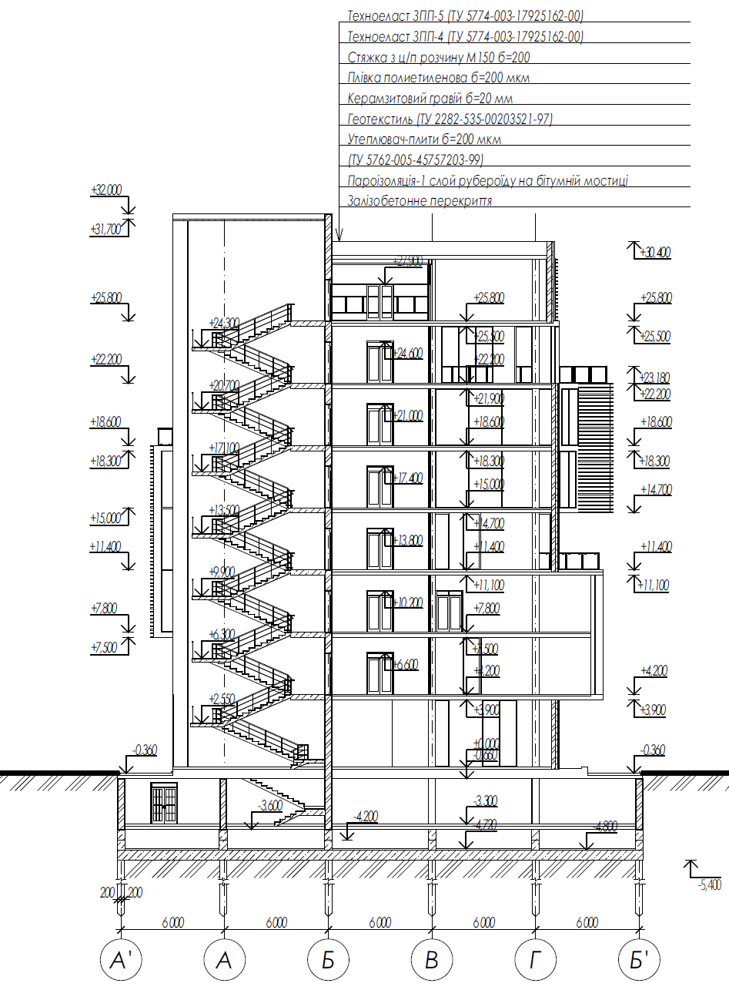 Техноеласт ЗПП-5 (ТУ 5774-003-17925162-00)
Техноеласт ЗПП-4 (ТУ 5774-003-17925162-00)
Стяжка з ц/п розчину М150 б=200
Плівка полиетиленова б=200 мкм
Керамзитовий гравій б=20 мм
Геотекстиль (ТУ 2282-535-00203521-97)
Утеплювач-плити б=200 мкм
(ТУ 5762-005-45757203-99)
Пароізоляція-1 слой рубероїду на бітумній мостиці
Залізобетонне перекриття
+32,000
+31,700
+30,400
+27,900
+25,800 +25,800 +25,800
+24,300
+25,500 +25,500
+24,600
+22,200 +22,200
+23,180
+20,700
+22,200
+21,900
+21,000
+18,600 +18,600 +18,600
+17,100
+18,300 +18,300 +18,300
+17,400
+15,000
+14,700
+13,500
+15,000
+14,700
+13,800
+11,400 +11,400 +11,400
+9,900
+11,100 +11,100
+10,200
+7,800 +7,800
+6,300
+7,500 +7,500
+6,600
+4,200 +4,200
+2,550
+3,900 +3,900
-0,360 +0,000 -0,360
-3,600
-3.300
-4,200
-4,720
-4,800
-5,400
200 200
6000 6000 6000 6000 6000
А' А Б В Г Б'